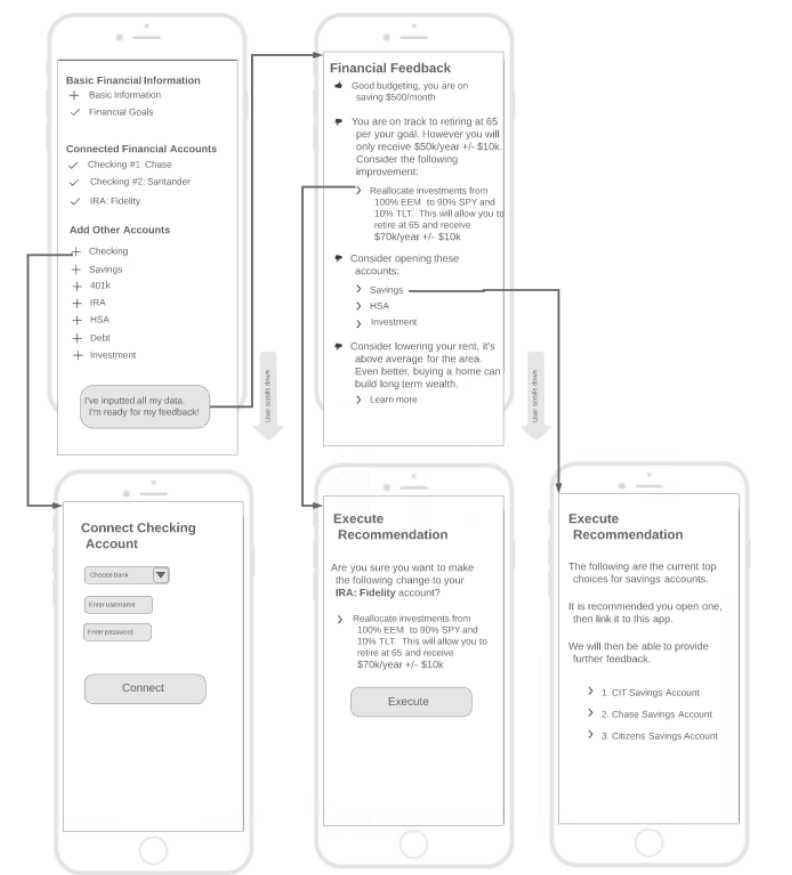 Basic Financial Information
Basic Information
Financial Goals
Connected Financial Accounts
Checking #1: Chase
Checking #2: Santander
IRA: Fidelity
Add Other Accounts
Checking
Savings
401k
IRA
HSA
Debt
Investment
I've inputted all my data.
I'm ready for my feedback!
User scrolls down
Financial Feedback
Good budgeting, you are on
saving $500/month
You are on track to retiring at 65
per your goal. However you will
only receive $50k/year +/- $10k.
Consider the following
improvement:
Reallocate investments from
100% EEM to 90% SPY and
10% TLT. This will allow you to
retire at 65 and receive
$70k/year +/- $10k
Consider opening these
accounts:
Savings
HSA
Investment
Consider lowering your rent, it's
above average for the area.
Even better, buying a home can
build long term wealth.
Learn more
User scrolls down
Connect Checking
Account
Choose bank
Enter username
Enter password
Connect
Execute
Recommendation
Are you sure you want to make
the following change to your
IRA: Fidelity account?
Reallocate investments from
100% EEM to 90% SPY and
10% TLT. This will allow you to
retire at 65 and receive
$70k/year +/- $10k
Execute
Execute
Recommendation
The following are the current top
choices for savings accounts.
It is recommended you open one,
then link it to this app.
We will then be able to provide
further feedback.
1. CIT Savings Account
2. Chase Savings Account
3. Citizens Savings Account